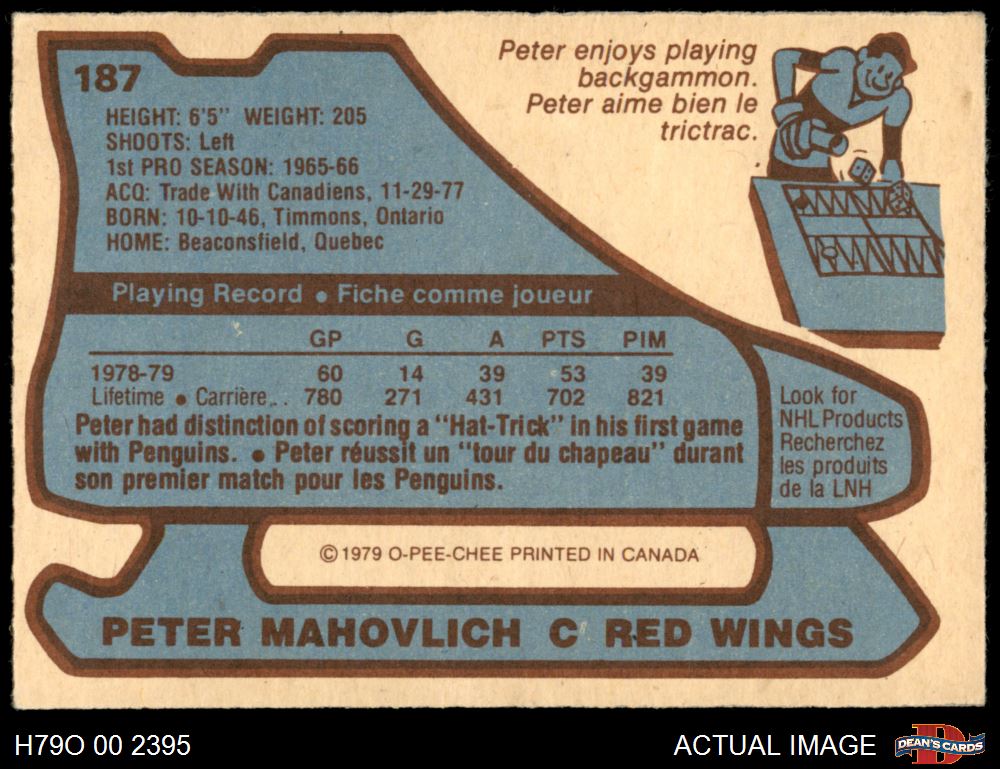 187
HEIGHT: 6'5" WEIGHT: 205
SHOOTS: Left
1st PRO SEASON: 1965-66
ACQ: Trade With Canadiens, 11-29-77
BORN: 10-10-46, Timmons, Ontario
HOME: Beaconsfield, Quebec
Peter enjoys playing
backgammon.
Peter aime bien le
trictrac.
Playing Record • Fiche comme joueur
GP G A PTS PIM
1978-79 60 14 39 53 39
Lifetime • Carrière.. 780 271 431 702 821
Peter had distinction of scoring a "Hat-Trick" in his first game
with Penguins. • Peter réussit un "tour du chapeau" durant
son premier match pour les Penguins.
Look for
NHL Products
Recherchez
les produits
de la LNH
©1979 O-PEE-CHEE PRINTED IN CANADA
PETER MAHOVLICH C RED WINGS
H79O 00 2395
ACTUAL IMAGE
D
DEAN'S CARDS